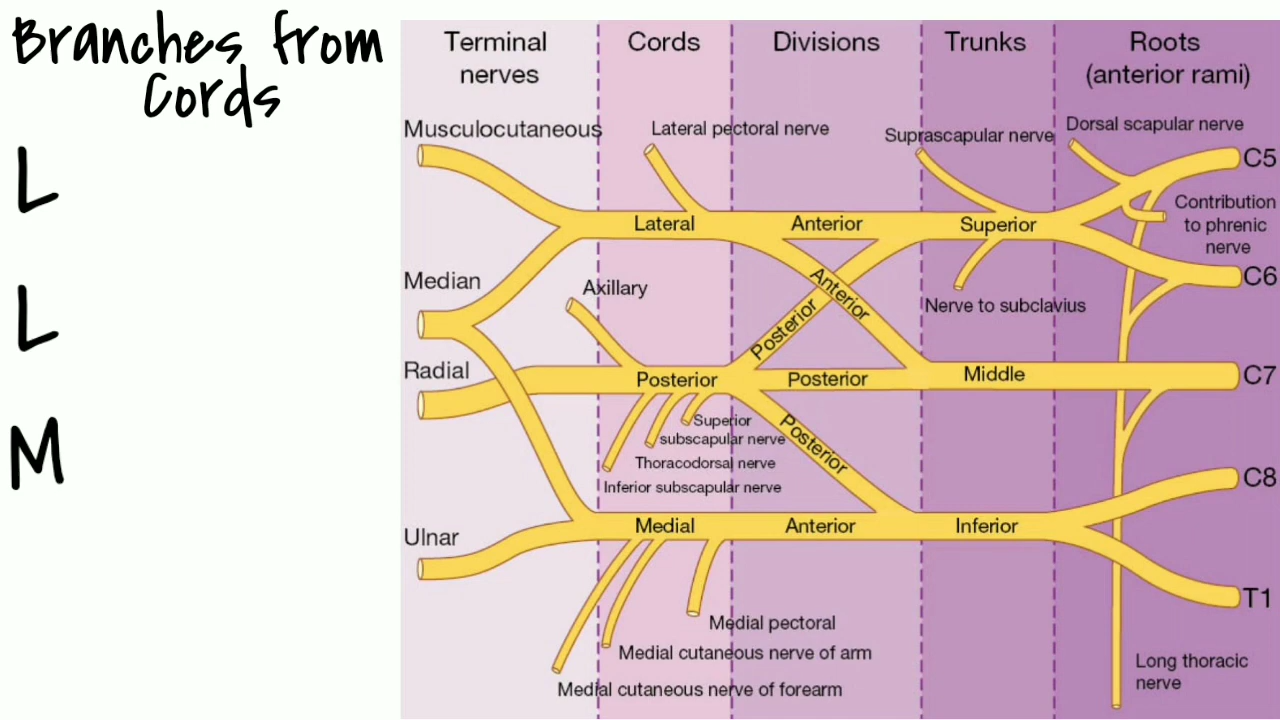 Branches from
Cords
L
L
M
Terminal
nerves
Cords
Divisions
Trunks
Roots
(anterior rami)
Musculocutaneous
Lateral pectoral nerve
Suprascapular nerve
Dorsal scapular nerve
C5
Contribution
to phrenic
nerve
Lateral
Anterior
Superior
C6
Median
Axillary
Anterior
Posterior
Nerve to subclavius
Radial
Posterior
Posterior
Middle
C7
Superior
subscapular nerve
Thoracodorsal nerve
Inferior subscapular nerve
Posterior
C8
Ulnar
Medial
Anterior
Inferior
T1
Medial pectoral
Medial cutaneous nerve of arm
Medial cutaneous nerve of forearm
Long thoracic
nerve